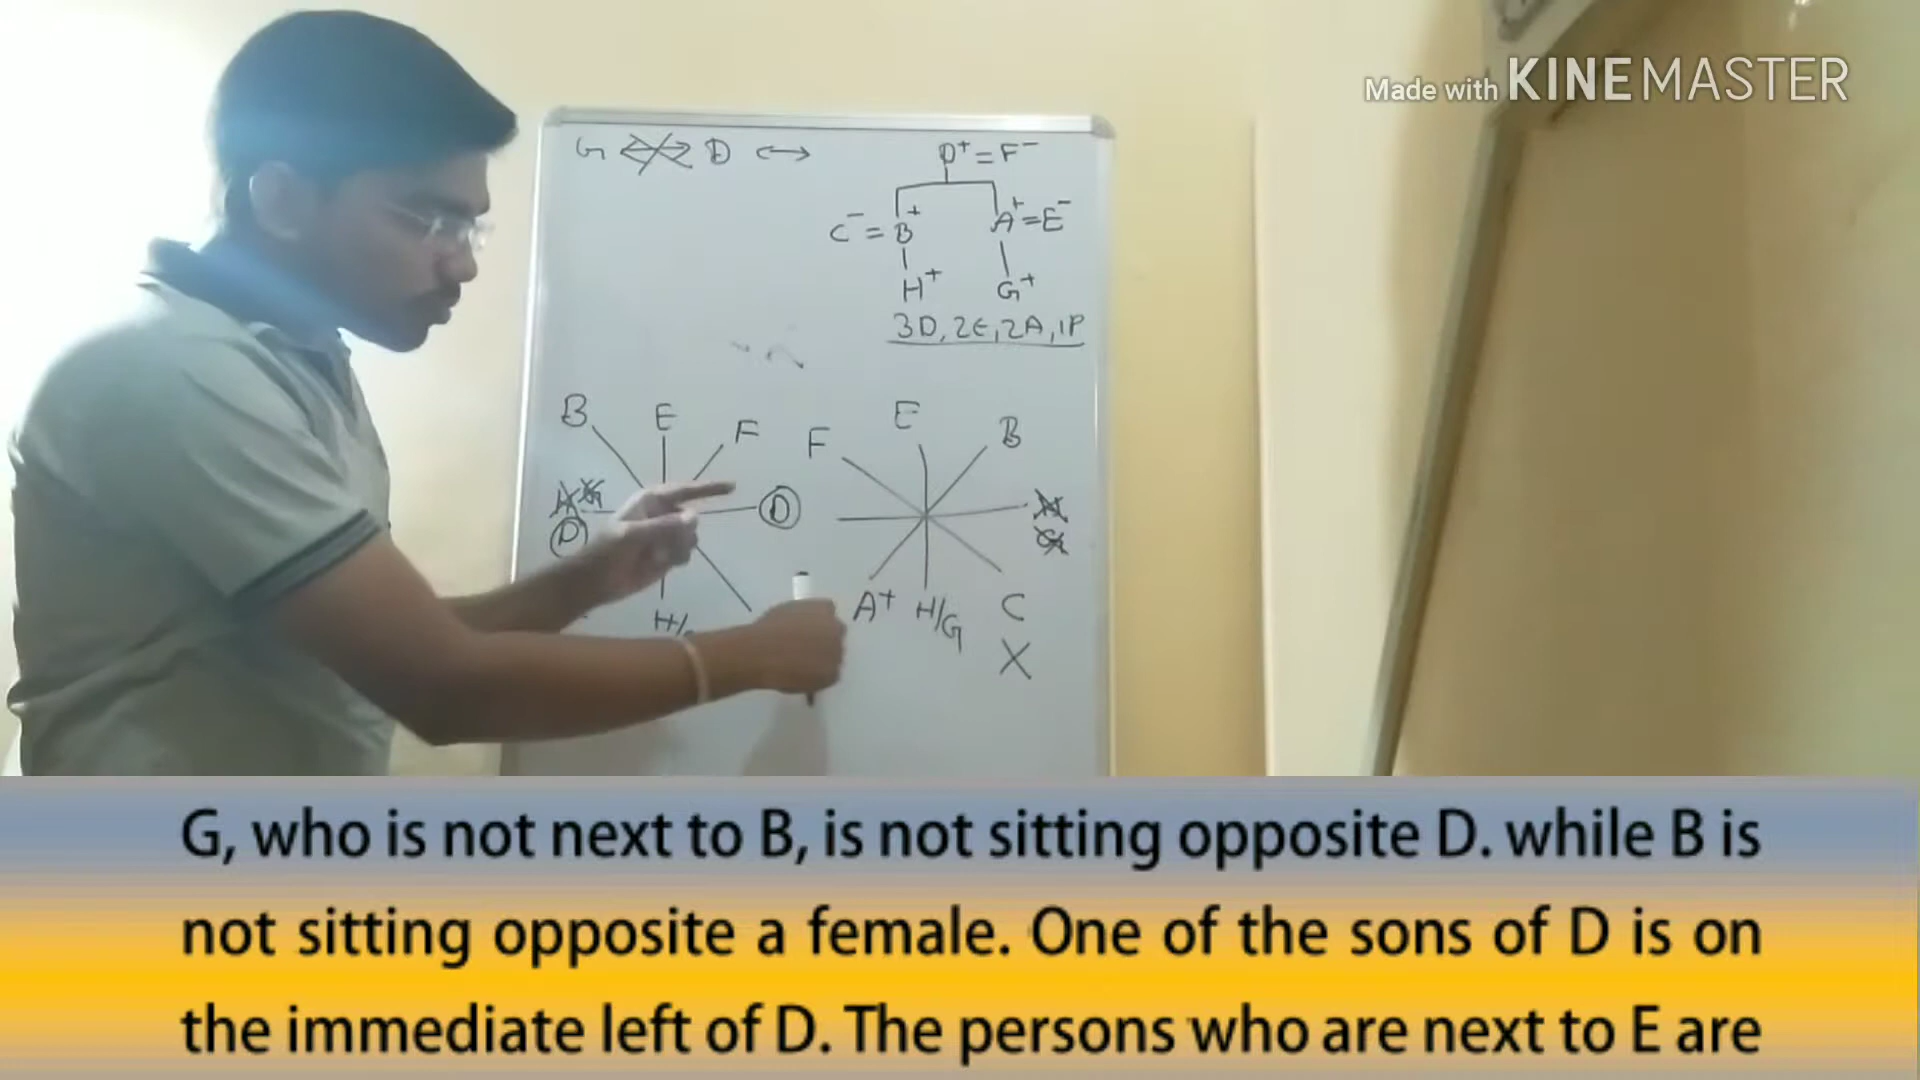 Made with KINEMASTER
G D ↔ D⁺ = F⁻
C⁻ = B⁺ A⁺ = E⁻
H⁺ G⁺
3D, 2E, 2A, 1P
B E F F E B
D D
H/ A⁺ H/G C
X
G, who is not next to B, is not sitting opposite D. while B is
not sitting opposite a female. One of the sons of D is on
the immediate left of D. The persons who are next to E are